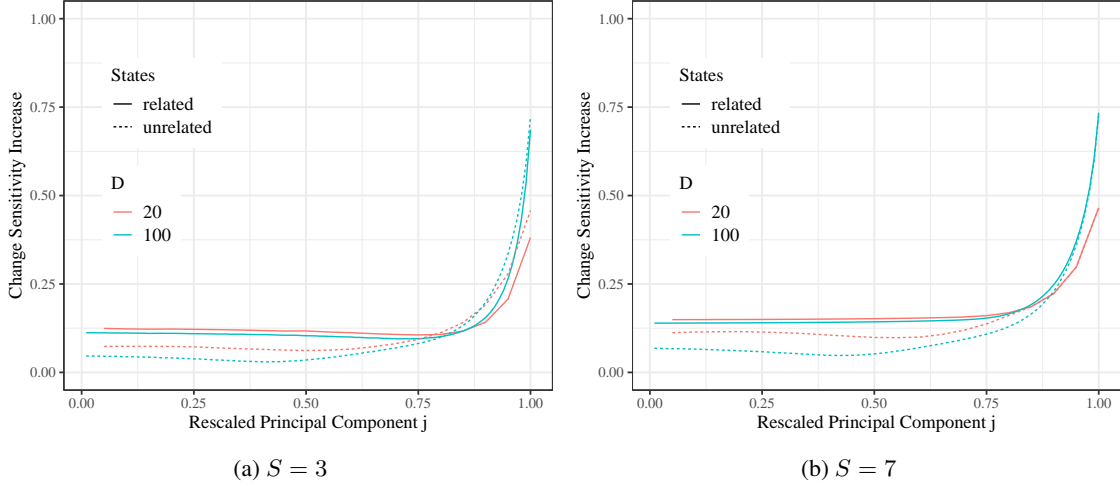 Change Sensitivity Increase
1.00
0.75
0.50
0.25
0.00
States
related
unrelated
D
20
100
0.00 0.25 0.50 0.75 1.00
Rescaled Principal Component j
(a) S = 3
Change Sensitivity Increase
1.00
0.75
0.50
0.25
0.00
States
related
unrelated
D
20
100
0.00 0.25 0.50 0.75 1.00
Rescaled Principal Component j
(b) S = 7